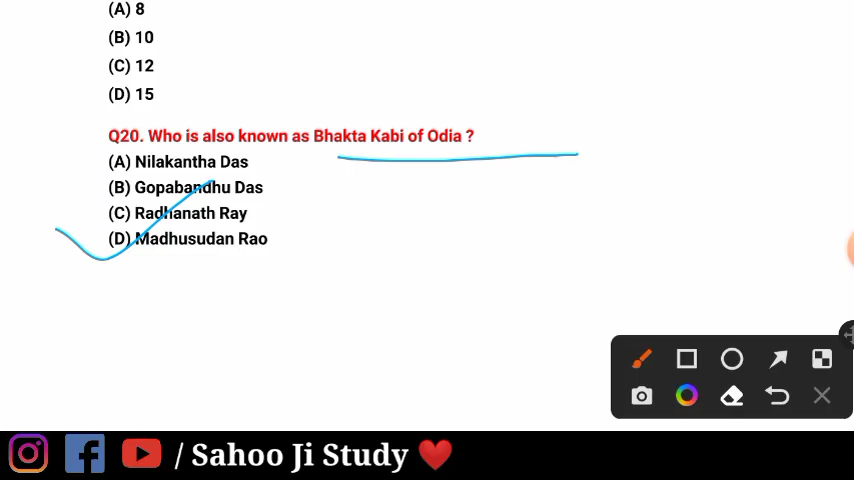 (A) 8
(B) 10
(C) 12
(D) 15
Q20. Who is also known as Bhakta Kabi of Odia ?
(A) Nilakantha Das
(B) Gopabandhu Das
(C) Radhanath Ray
(D) Madhusudan Rao
/ Sahoo Ji Study ❤️